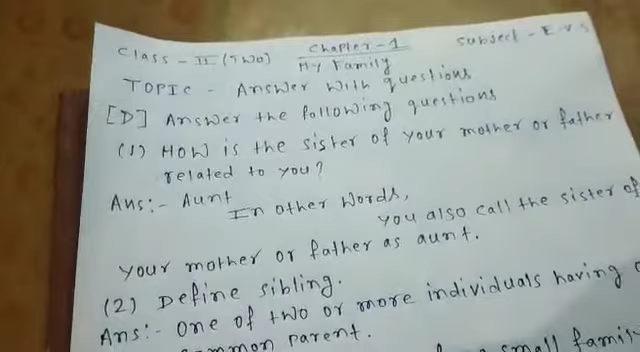 Class - II (Two) Chapter-1 Subject - E.V.S
My Family
TOPIC - Answer with questions
[D] Answer the following questions
(1) How is the sister of your mother or father
related to you?
Ans:- Aunt
In other words,
you also call the sister of
your mother or father as aunt.
(2) Define sibling.
Ans:- One of two or more individuals having
common parent.
small family